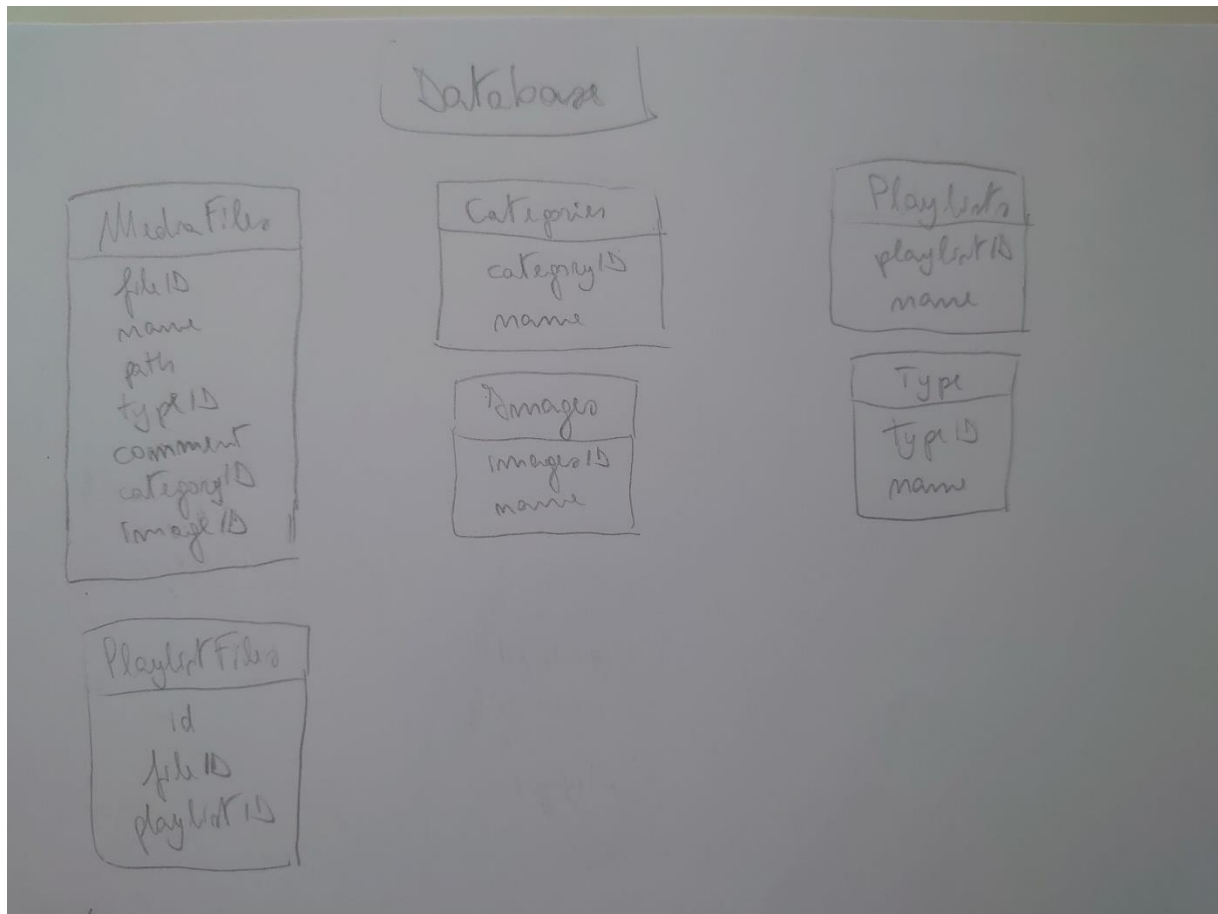 Database
MediaFiles
fileID
name
path
typeID
comment
categoryID
imageID
Categories
categoryID
name
Images
imagesID
name
Playlists
playlistID
name
Type
typeID
name
PlaylistFiles
id
fileID
playlistID